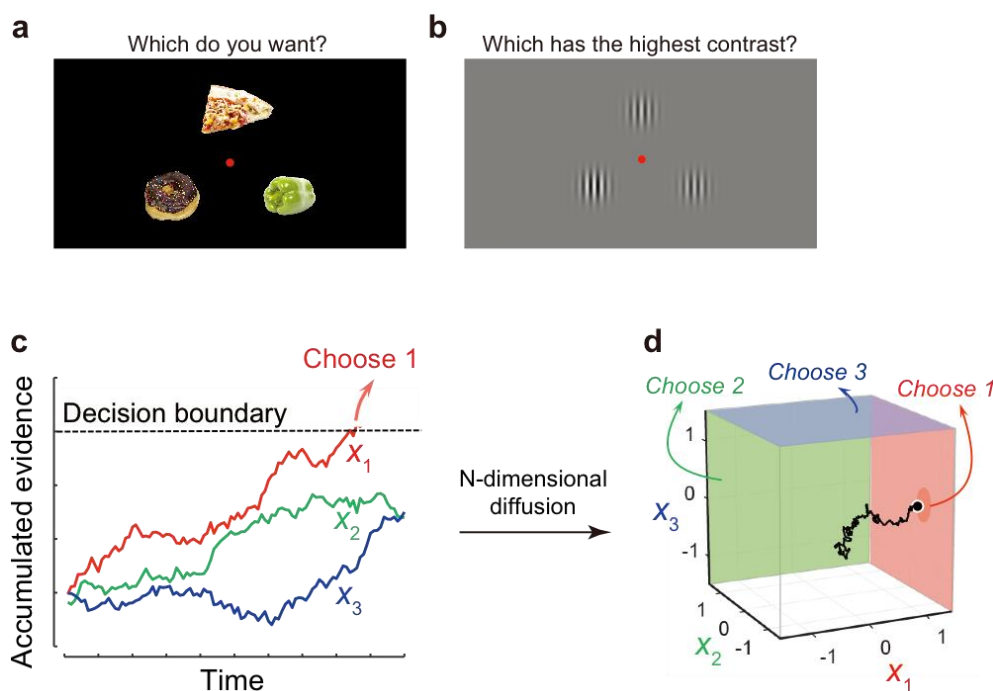 a
Which do you want?
b
Which has the highest contrast?
c
Choose 1
Decision boundary
x1
x2
x3
Accumulated evidence
Time
N-dimensional
diffusion
d
Choose 2
Choose 3
Choose 1
1
0
-1
x3
1
0
-1
x2
-1
0
1
x1